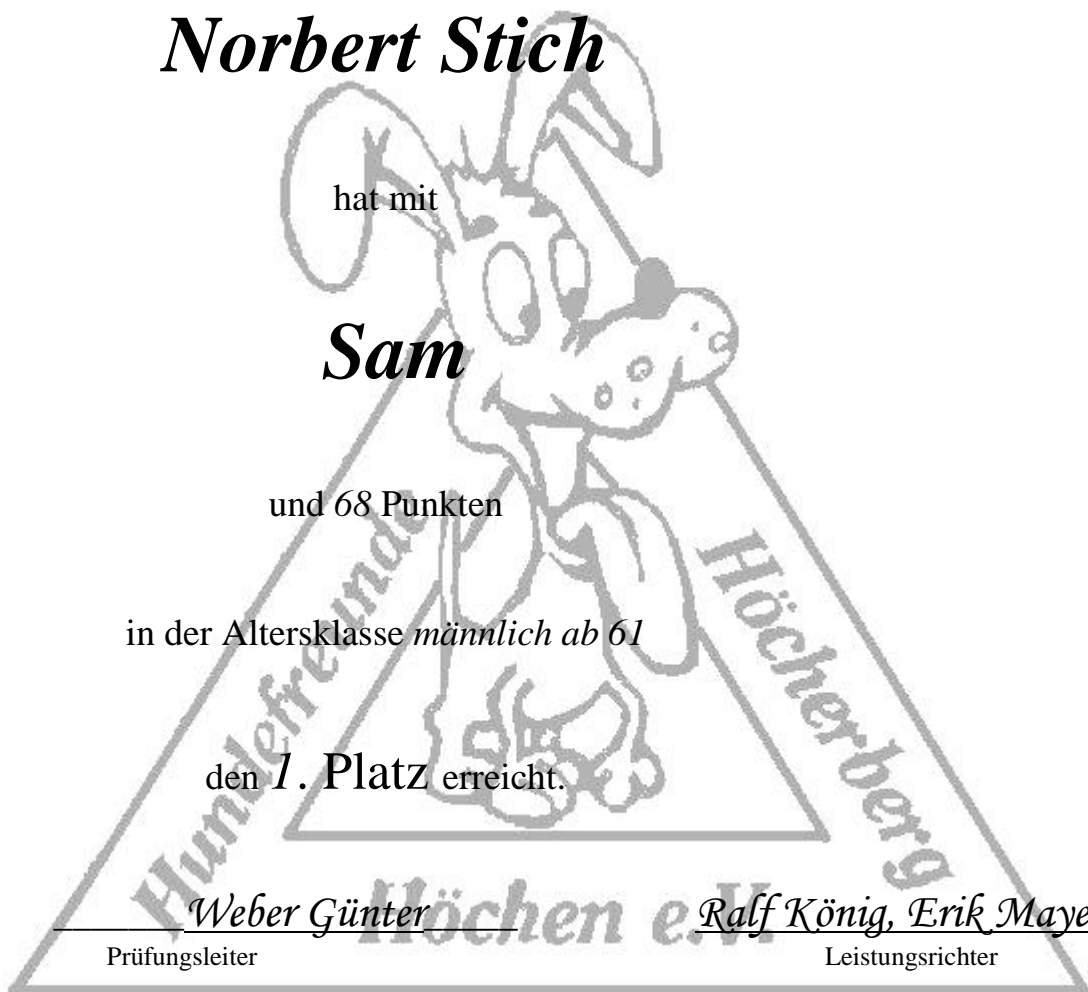 Norbert Stich
hat mit
Sam
und 68 Punkten
in der Altersklasse männlich ab 61
den 1. Platz erreicht.
Hundefreunde
Höcherberg
Höchen e.V.
Weber Günter
Ralf König, Erik Maye
Prüfungsleiter
Leistungsrichter